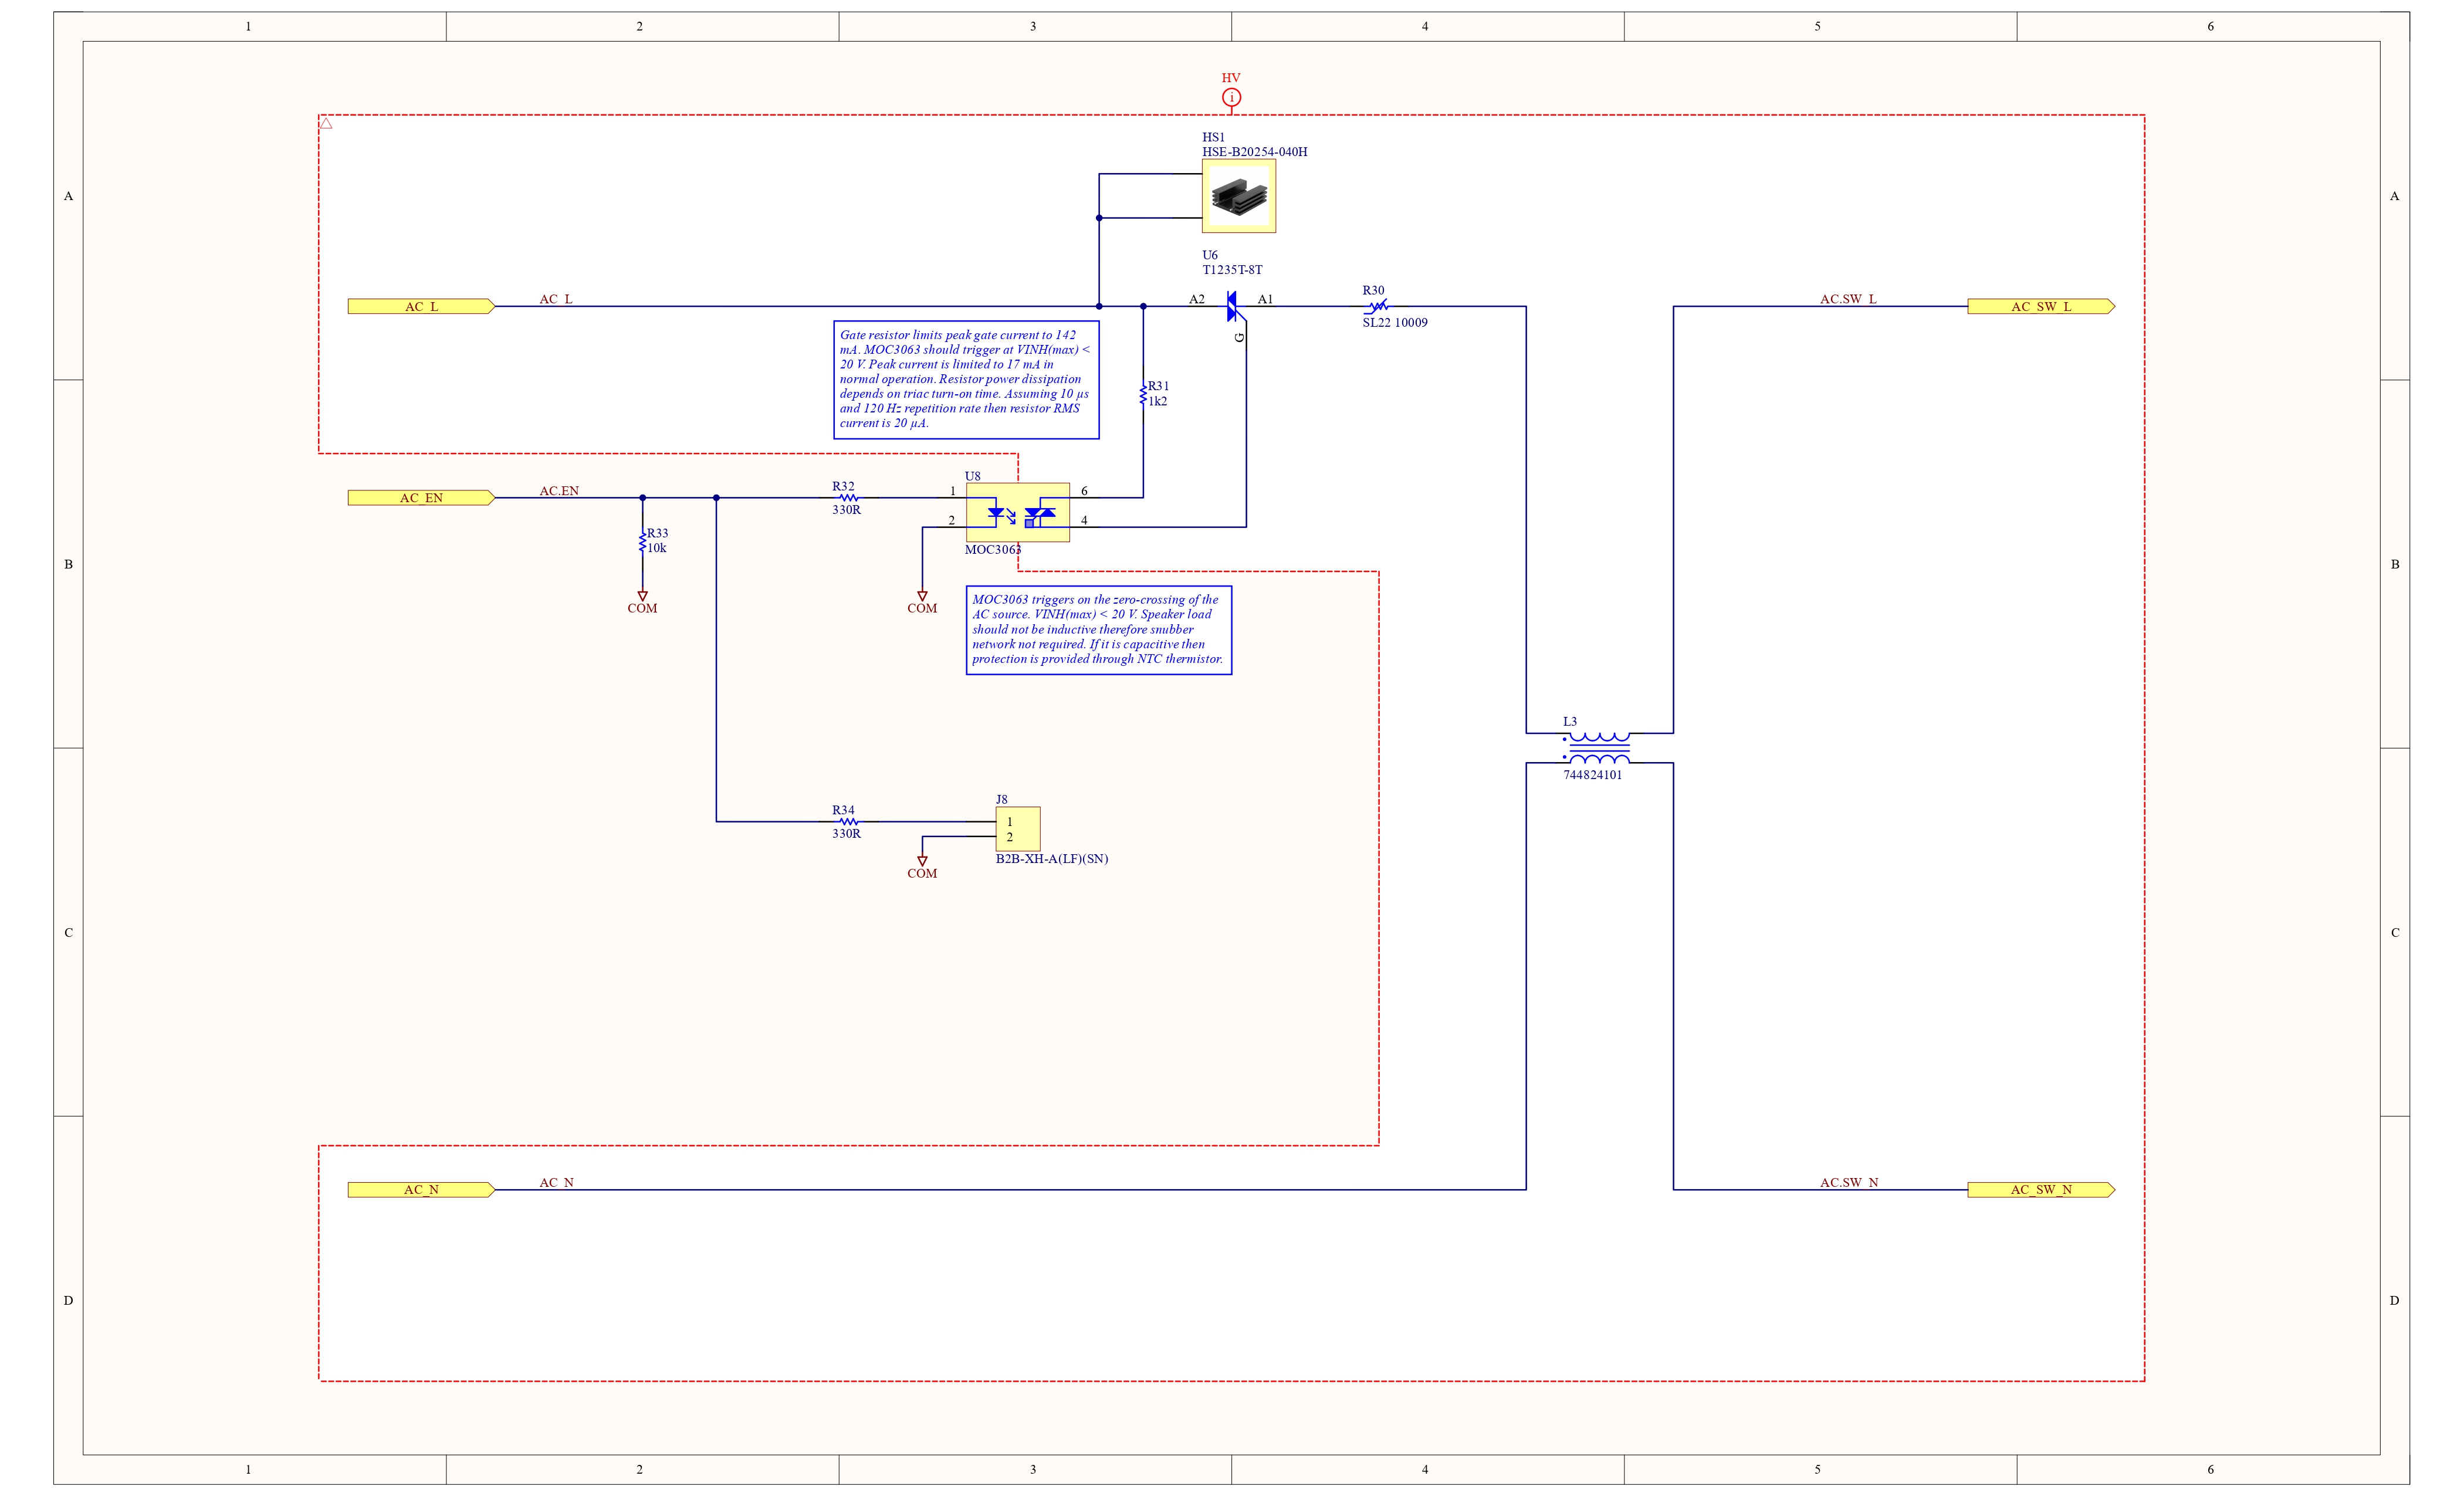 1 2 3 4 5 6
HV
i
HS1
HSE-B20254-040H
A A
U6
T1235T-8T
AC_L
AC_L
A2 A1
G
R30
SL22 10009
AC.SW_L
AC_SW_L
Gate resistor limits peak gate current to 142
mA. MOC3063 should trigger at VINH(max) <
20 V. Peak current is limited to 17 mA in
normal operation. Resistor power dissipation
depends on triac turn-on time. Assuming 10 µs
and 120 Hz repetition rate then resistor RMS
current is 20 µA.
R31
1k2
AC_EN
AC.EN
R32
330R
U8
1 6
2 4
MOC3063
R33
10k
B B
COM
COM
MOC3063 triggers on the zero-crossing of the
AC source. VINH(max) < 20 V. Speaker load
should not be inductive therefore snubber
network not required. If it is capacitive then
protection is provided through NTC thermistor.
L3
744824101
R34
330R
J8
1
2
B2B-XH-A(LF)(SN)
COM
C C
AC_N
AC_N
AC.SW_N
AC_SW_N
D D
1 2 3 4 5 6